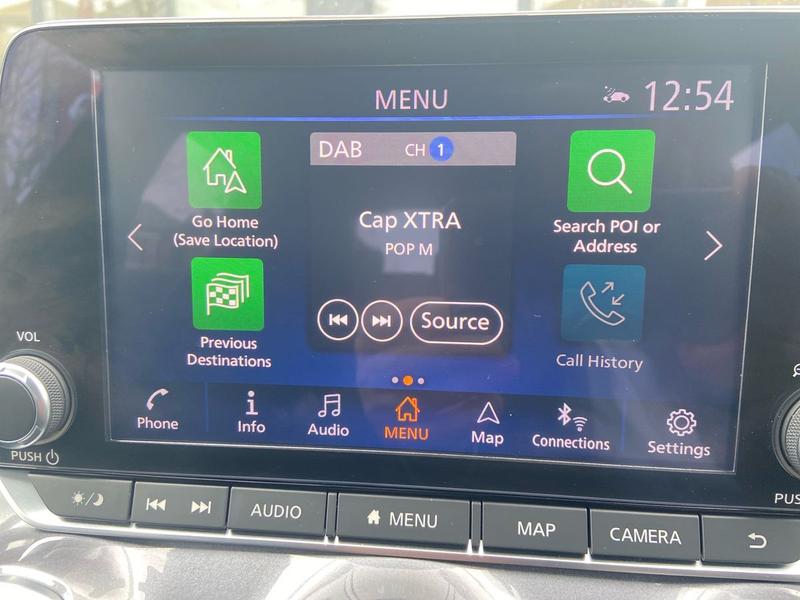 MENU
12:54
DAB
CH 1
Go Home
(Save Location)
Cap XTRA
POP M
Search POI or
Address
Source
Previous
Destinations
Call History
VOL
PUSH
Phone
Info
Audio
MENU
Map
Connections
Settings
AUDIO
MENU
MAP
CAMERA